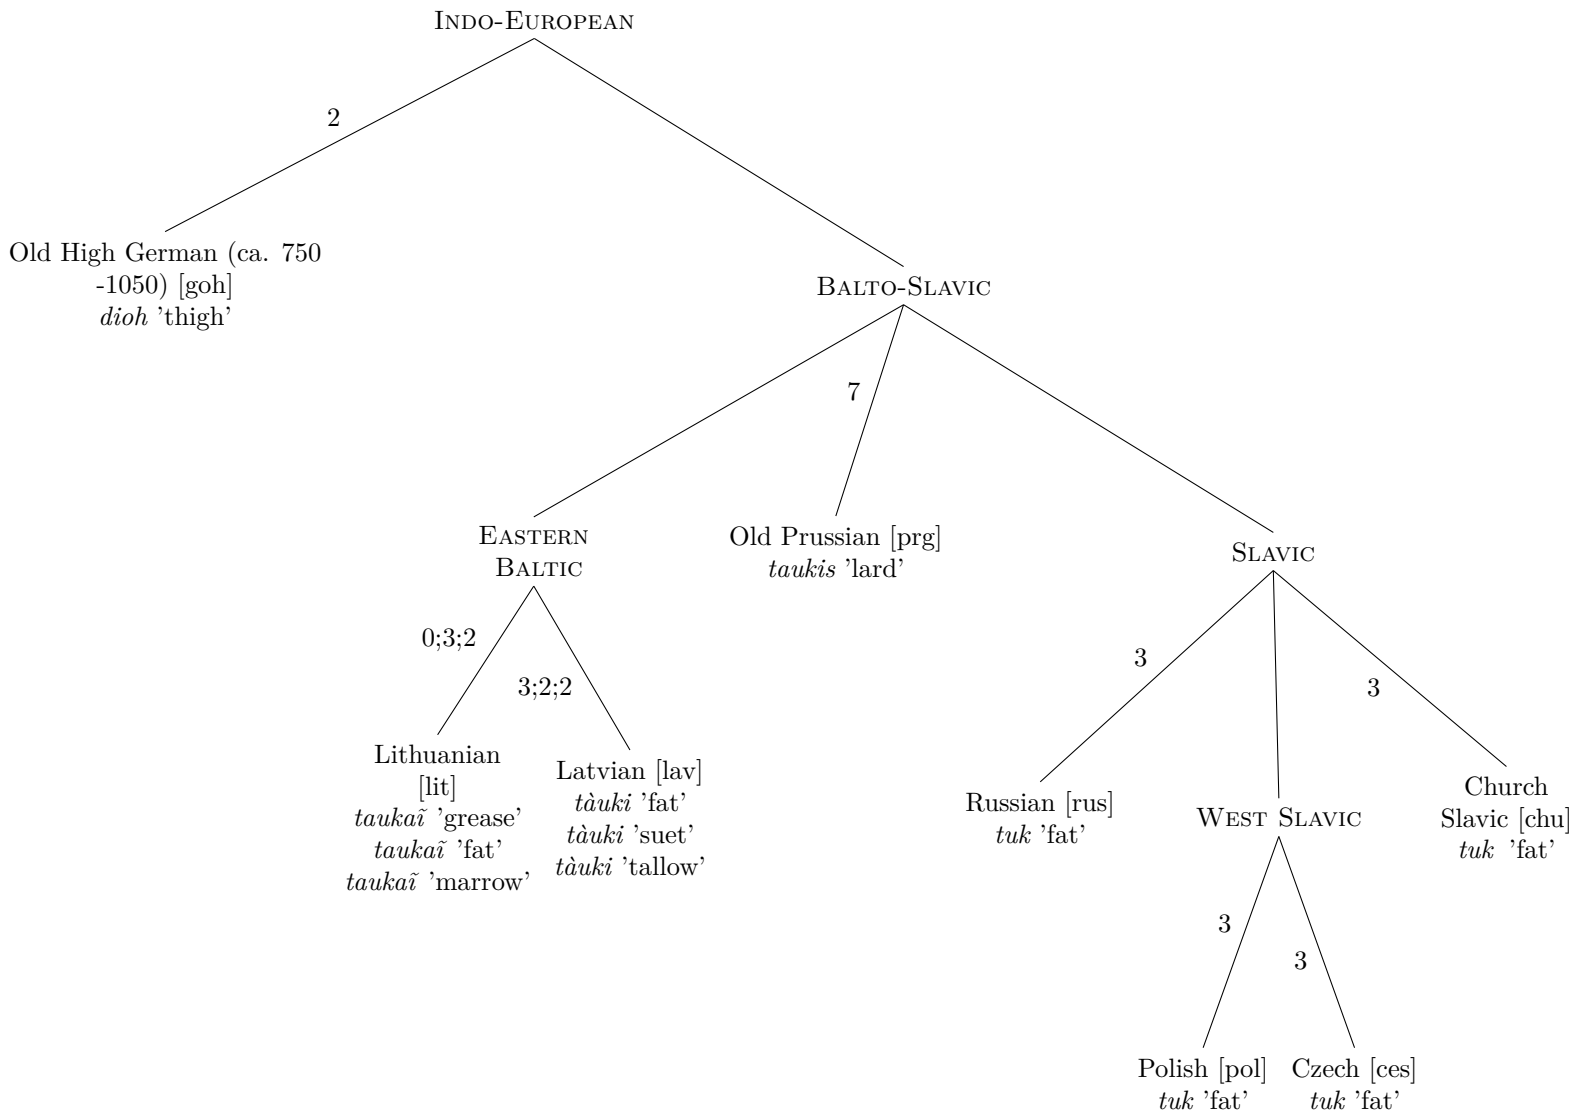 INDO-EUROPEAN
2
Old High German (ca. 750
-1050) [goh]
dioh ’thigh’
BALTO-SLAVIC
7
EASTERN
BALTIC
Old Prussian [prg]
taukis ’lard’
SLAVIC
0;3;2
3;2;2
3
3
Lithuanian
[lit]
taukaĩ ’grease’
taukaĩ ’fat’
taukaĩ ’marrow’
Latvian [lav]
tàuki ’fat’
tàuki ’suet’
tàuki ’tallow’
Russian [rus]
tuk ’fat’
WEST SLAVIC
Church
Slavic [chu]
tuk ’fat’
3
3
Polish [pol]
tuk ’fat’
Czech [ces]
tuk ’fat’